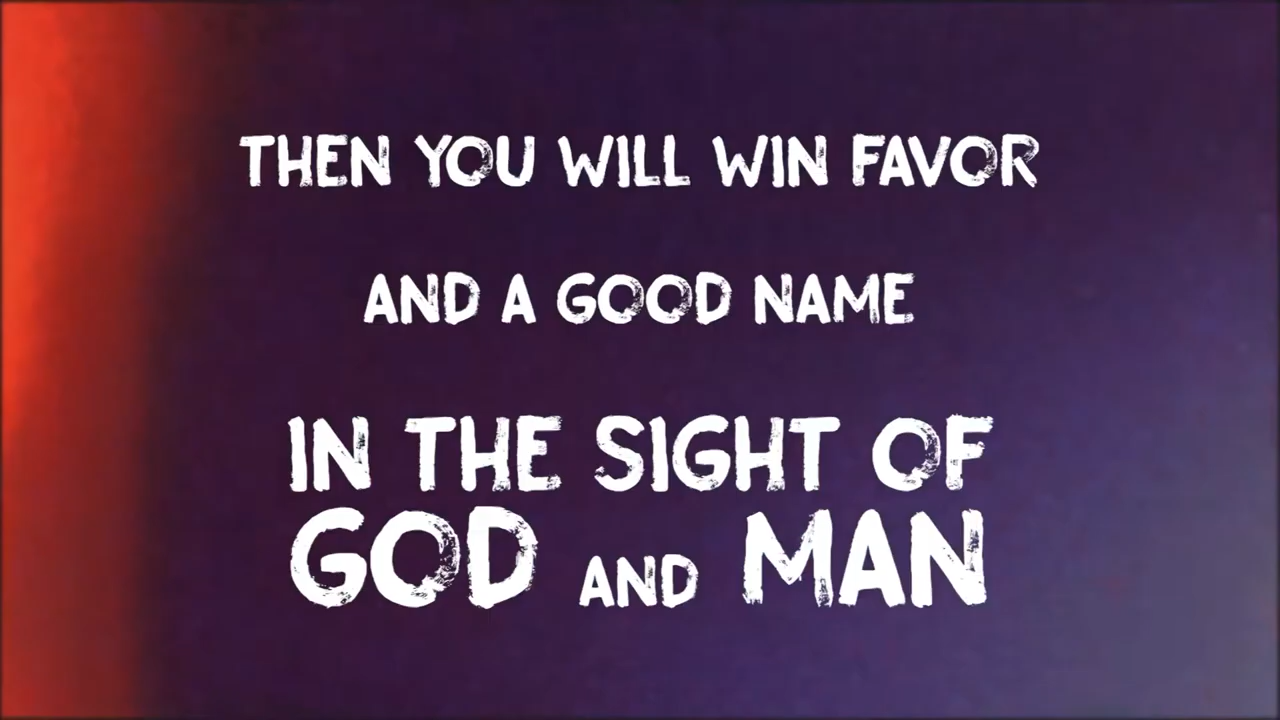 THEN YOU WILL WIN FAVOR
AND A GOOD NAME
IN THE SIGHT OF
GOD AND MAN